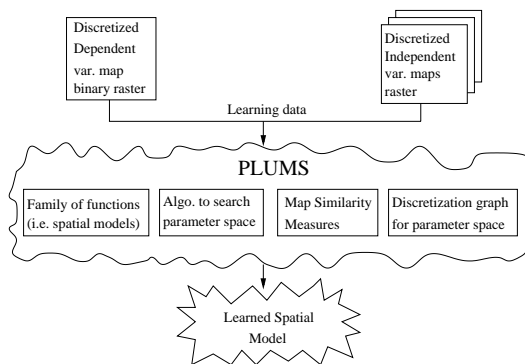 Discretized
Dependent
var. map
binary raster
Discretized
Independent
var. maps
raster
Learning data
PLUMS
Family of functions
(i.e. spatial models)
Algo. to search
parameter space
Map Similarity
Measures
Discretization graph
for parameter space
Learned Spatial
Model